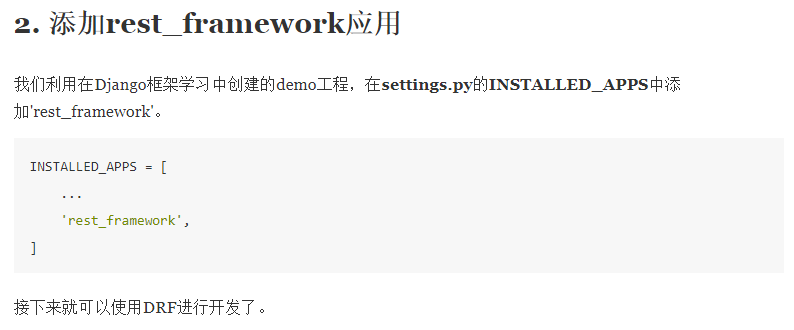 2. 添加rest_framework应用
我们利用在Django框架学习中创建的demo工程，在settings.py的INSTALLED_APPS中添
加'rest_framework'。
INSTALLED_APPS = [
    ...
    'rest_framework',
]
接下来就可以使用DRF进行开发了。